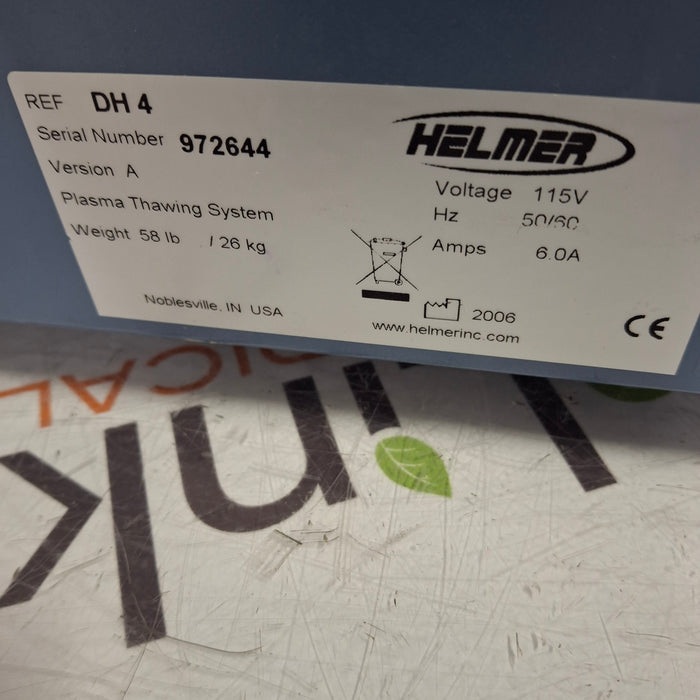 REF DH 4
Serial Number 972644
Version A
Plasma Thawing System
Weight 58 lb / 26 kg
Noblesville, IN USA
HELMER
Voltage 115V
Hz 50/60
Amps 6.0A
2006
www.helmerinc.com
CE